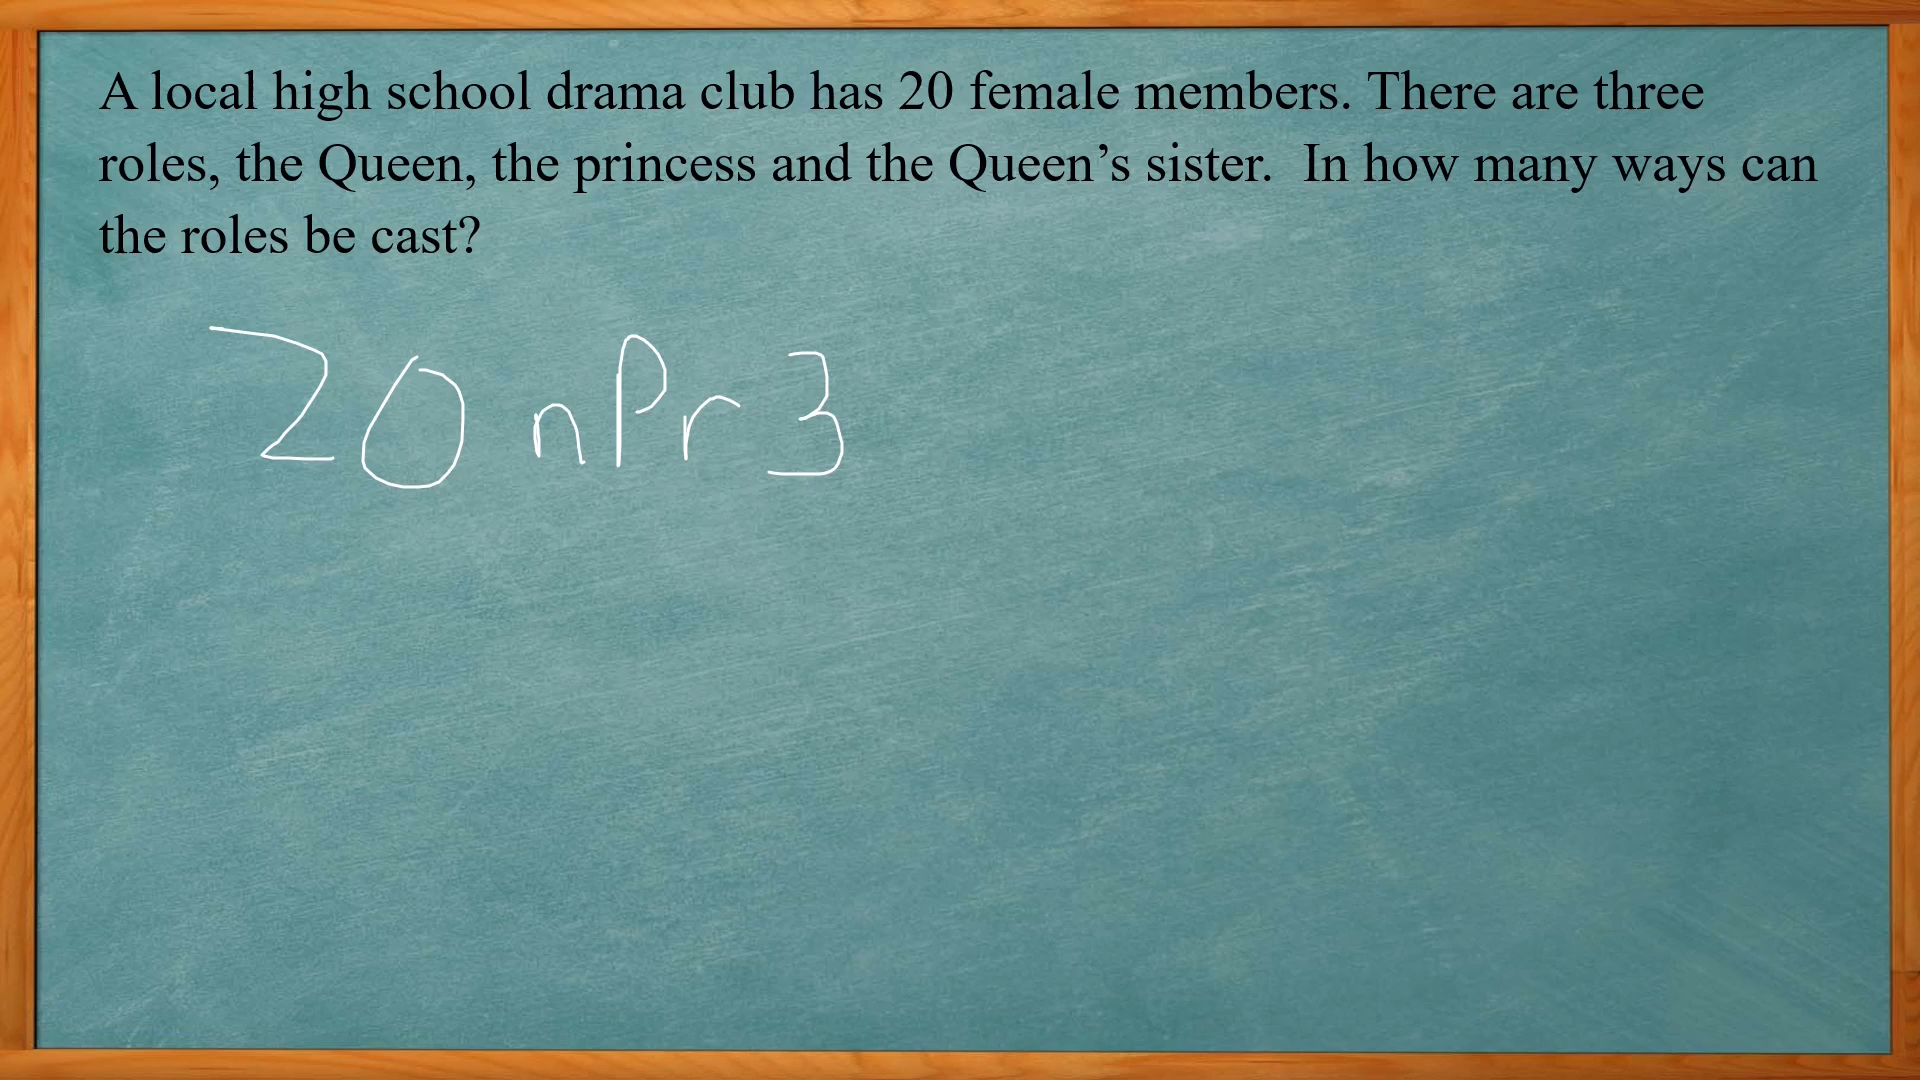 A local high school drama club has 20 female members. There are three
roles, the Queen, the princess and the Queen’s sister.  In how many ways can
the roles be cast?
20 nPr 3